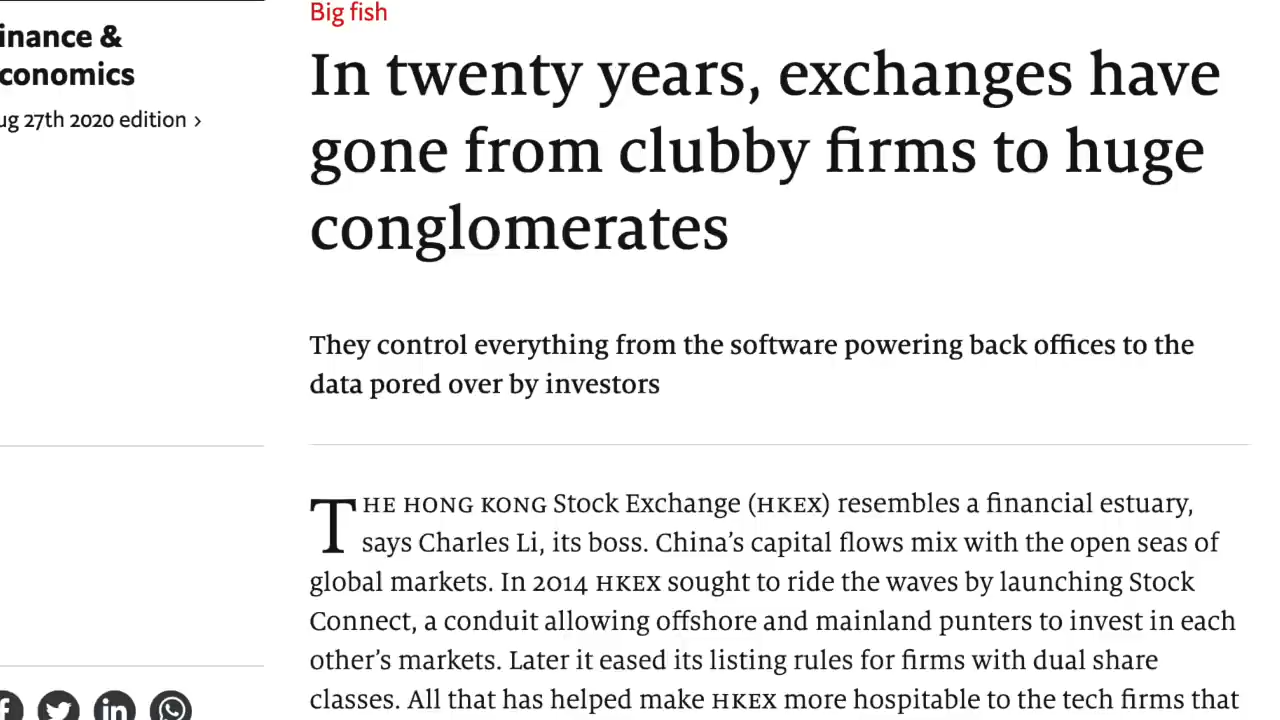 Big fish
inance &
conomics
ug 27th 2020 edition ›
In twenty years, exchanges have
gone from clubby firms to huge
conglomerates
They control everything from the software powering back offices to the
data pored over by investors
THE HONG KONG Stock Exchange (HKEX) resembles a financial estuary,
says Charles Li, its boss. China’s capital flows mix with the open seas of
global markets. In 2014 HKEX sought to ride the waves by launching Stock
Connect, a conduit allowing offshore and mainland punters to invest in each
other’s markets. Later it eased its listing rules for firms with dual share
classes. All that has helped make HKEX more hospitable to the tech firms that